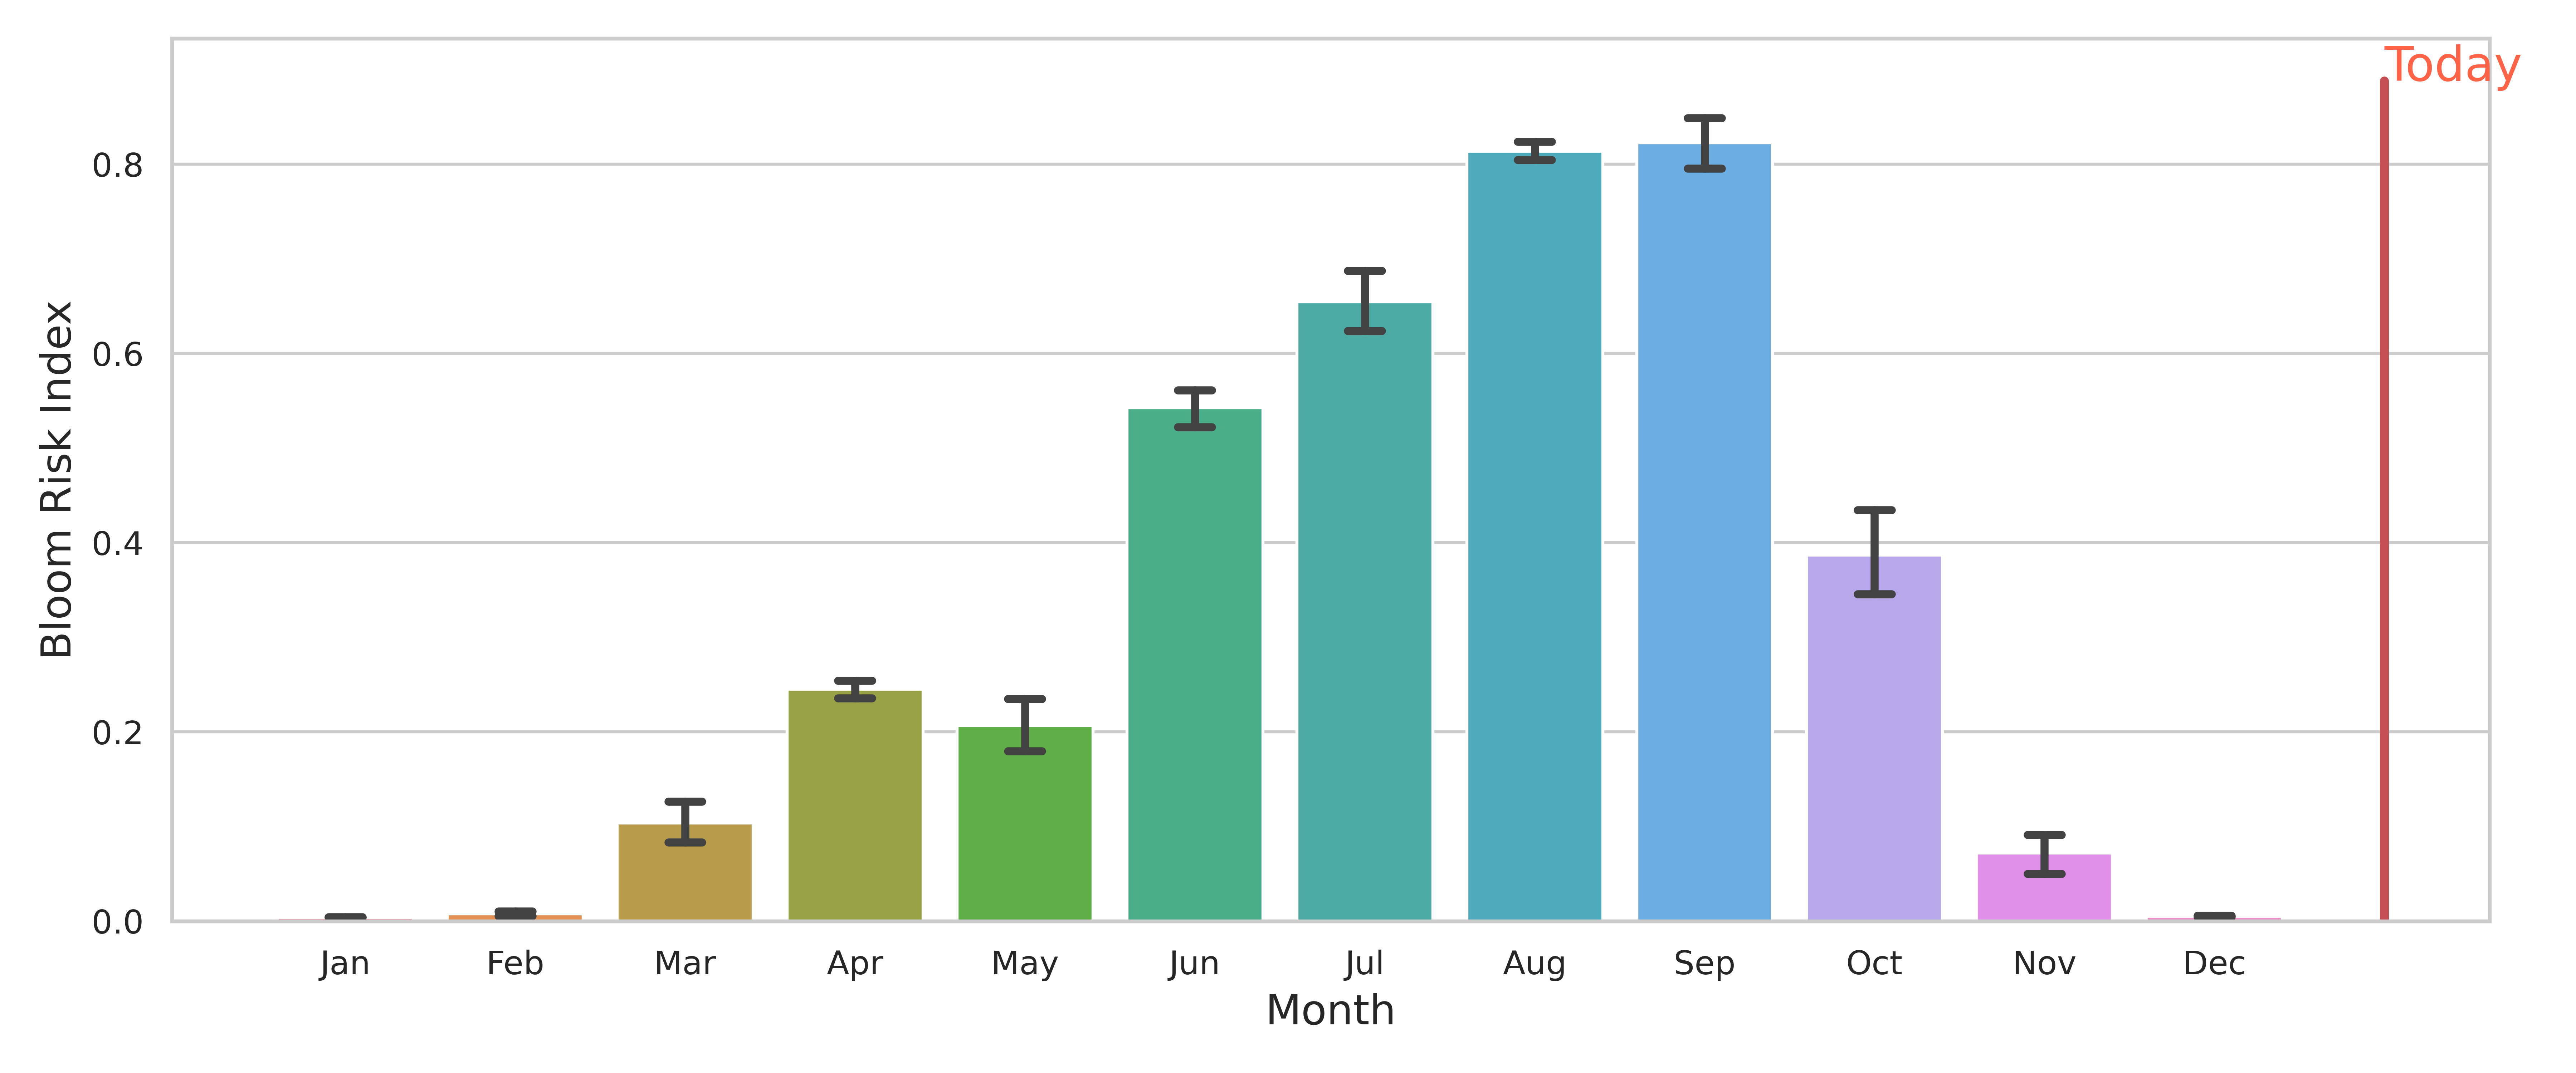 Today
0.8
0.6
0.4
0.2
0.0
Bloom Risk Index
Jan Feb Mar Apr May Jun Jul Aug Sep Oct Nov Dec
Month